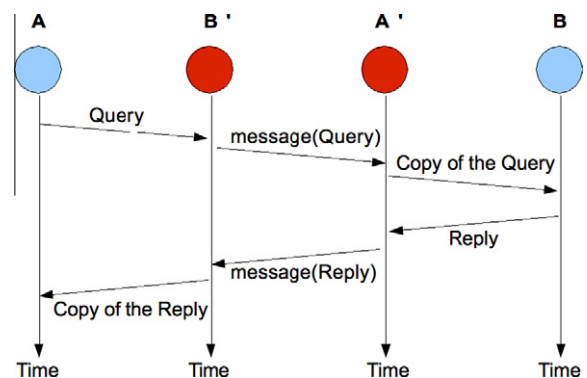 A B ' A ' B
Query
message(Query)
Copy of the Query
Reply
message(Reply)
Copy of the Reply
Time Time Time Time